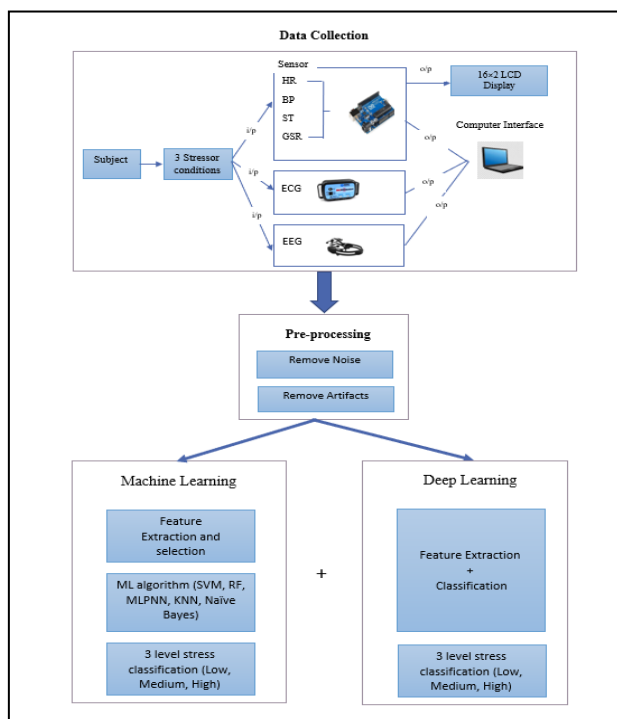 Data Collection
Sensor
HR
BP
ST
GSR
o/p
16×2 LCD
Display
Computer Interface
i/p
o/p
Subject
3 Stressor
conditions
i/p
ECG
o/p
i/p
EEG
o/p
Pre-processing
Remove Noise
Remove Artifacts
Machine Learning
Feature
Extraction and
selection
ML algorithm (SVM, RF,
MLPNN, KNN, Naïve
Bayes)
3 level stress
classification (Low,
Medium, High)
+
Deep Learning
Feature Extraction
+
Classification
3 level stress
classification (Low,
Medium, High)